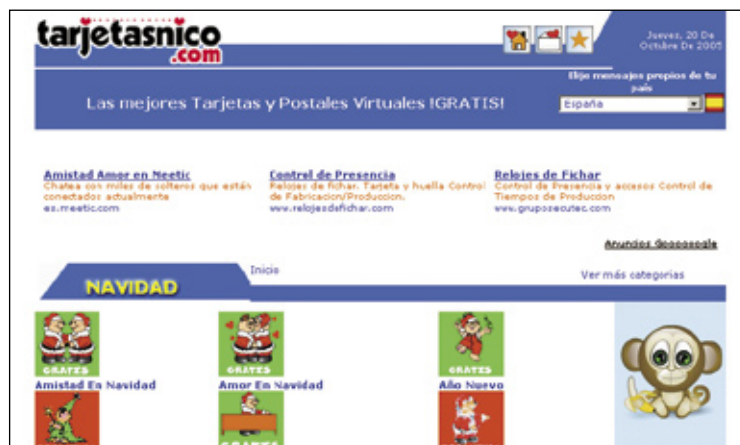 tarjetasnico
.com
Jueves, 20 De
Octubre De 2005
Elije mensajes propios de tu
país
Las mejores Tarjetas y Postales Virtuales !GRATIS!
España
Amistad Amor en Meetic
Chatea con miles de solteros que están
conectados actualmente
es.meetic.com
Control de Presencia
Relojes de fichar. Tarjeta y huella Control
de Fabricacion/Produccion.
www.relojesdefichar.com
Relojes de Fichar
Control de Presencia y accesos Control de
Tiempos de Produccion
www.gruposecutec.com
Anuncios Goooooogle
NAVIDAD
Inicio
Ver más categorias
GRATIS
GRATIS
GRATIS
Amistad En Navidad
Amor En Navidad
Año Nuevo
GRATIS